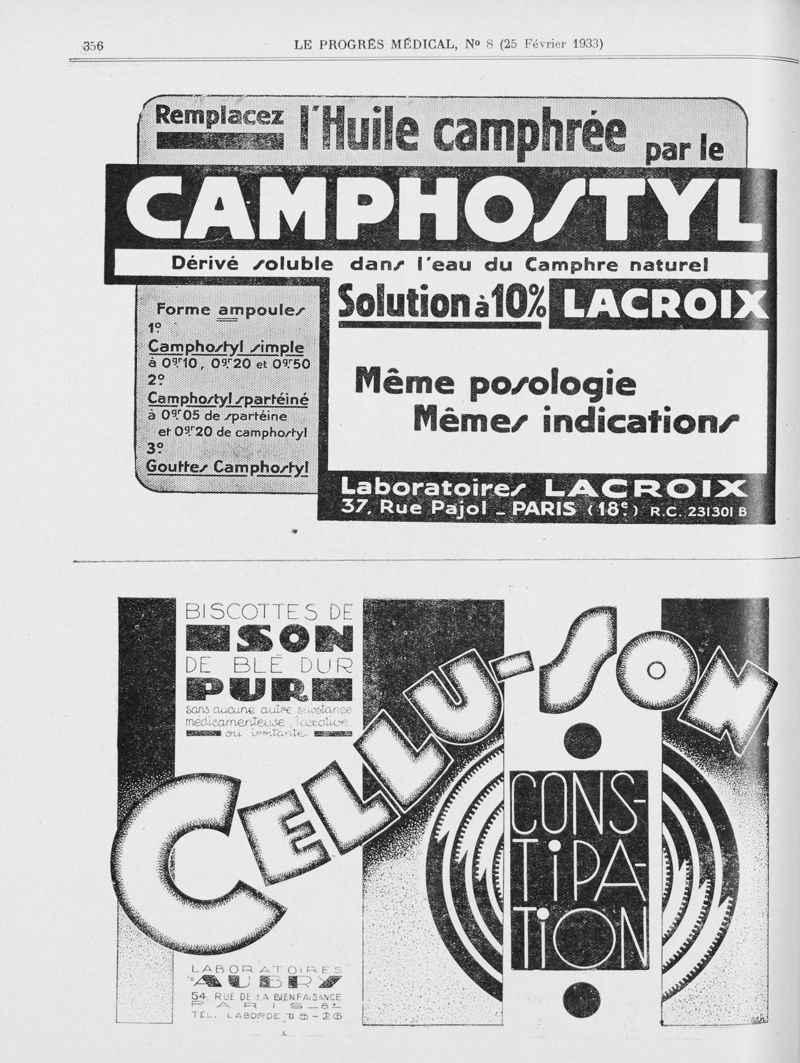 356
LE PROGRÈS MÉDICAL, Nº 8 (25 Février 1933)
Remplacez l'Huile camphrée par le
CAMPHOSTYL
Dérivé soluble dans l'eau du Camphre naturel
Solution à 10% LACROIX
Forme ampoules
1º
Camphostyl simple
à 0gr10, 0gr20 et 0gr50
2º
Camphostyl spartéiné
à 0gr05 de spartéine
et 0gr20 de camphostyl
3º
Gouttes Camphostyl
Même posologie
Mêmes indications
Laboratoires LACROIX
37, Rue Pajol - PARIS (18e) R.C. 231301 B
BISCOTTES DE
SON
DE BLÉ DUR
PUR
sans aucune autre substance
médicamenteuse, laxative
ou irritante
CELLU-SON
CONS-
TIPA-
TION
LABORATOIRES
AUBRY
54 RUE DE LA BIENFAISANCE
PARIS_8E
TÉL. LABORDE 15-26